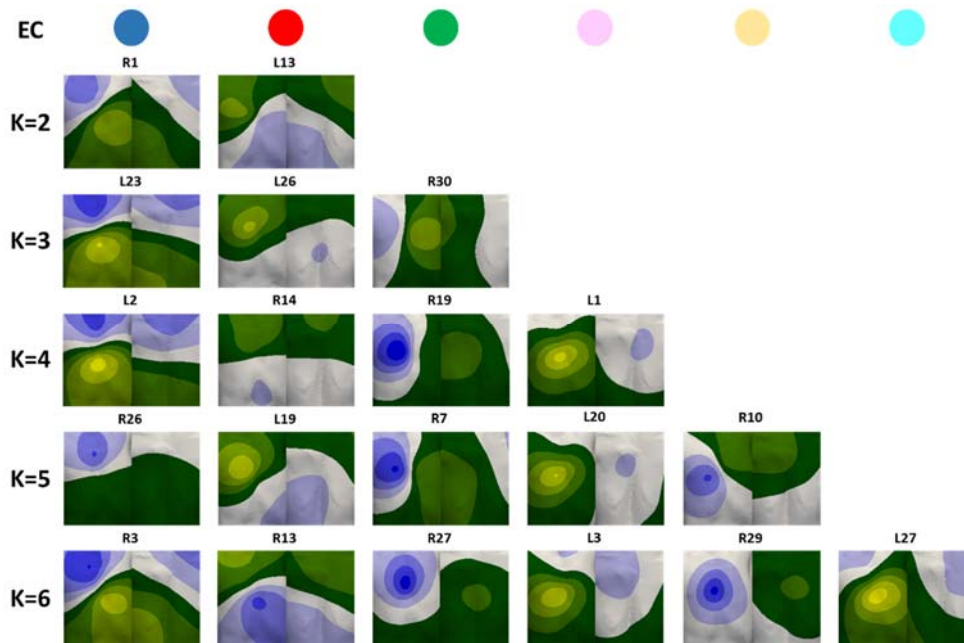 EC
R1 L13
K=2
L23 L26 R30
K=3
L2 R14 R19 L1
K=4
R26 L19 R7 L20 R10
K=5
R3 R13 R27 L3 R29 L27
K=6